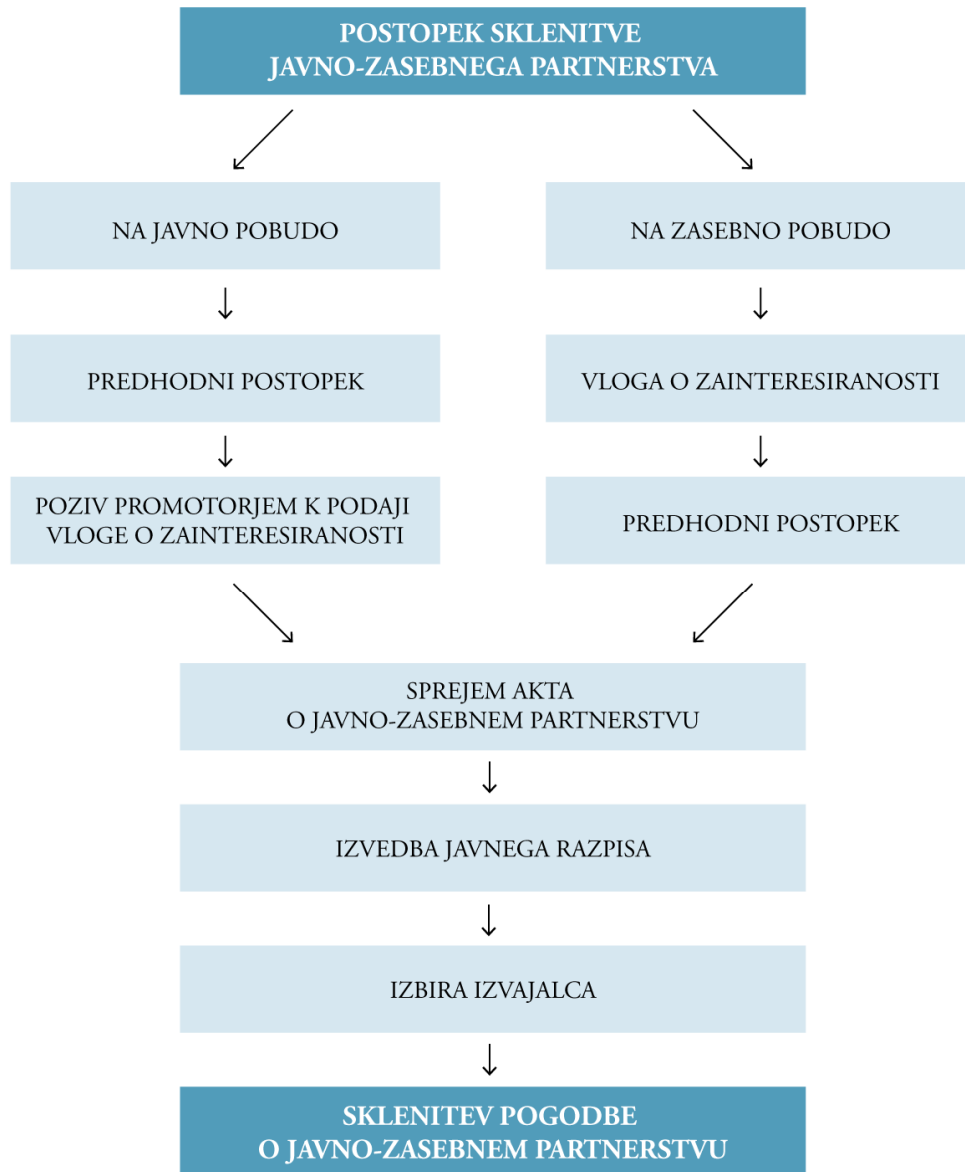 POSTOPEK SKLENITVE
JAVNO-ZASEBNEGA PARTNERSTVA
NA JAVNO POBUDO
NA ZASEBNO POBUDO
PREDHODNI POSTOPEK
VLOGA O ZAINTERESIRANOSTI
POZIV PROMOTORJEM K PODAJI
VLOGE O ZAINTERESIRANOSTI
PREDHODNI POSTOPEK
SPREJEM AKTA
O JAVNO-ZASEBNEM PARTNERSTVU
IZVEDBA JAVNEGA RAZPISA
IZBIRA IZVAJALCA
SKLENITEV POGODBE
O JAVNO-ZASEBNEM PARTNERSTVU